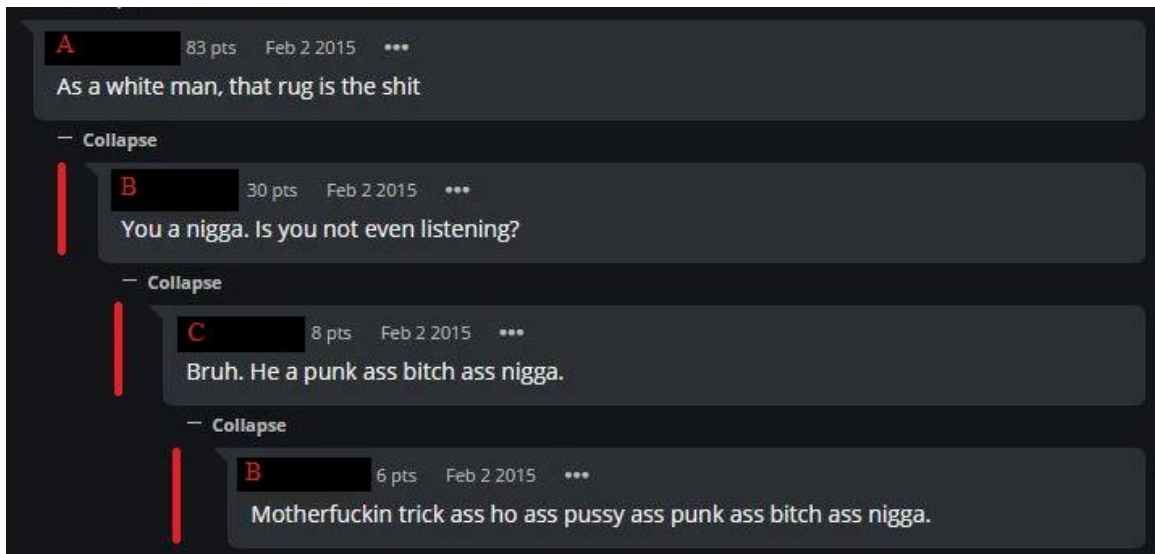 A 83 pts Feb 2 2015 •••
As a white man, that rug is the shit
— Collapse
B 30 pts Feb 2 2015 •••
You a nigga. Is you not even listening?
— Collapse
C 8 pts Feb 2 2015 •••
Bruh. He a punk ass bitch ass nigga.
— Collapse
B 6 pts Feb 2 2015 •••
Motherfuckin trick ass ho ass pussy ass punk ass bitch ass nigga.